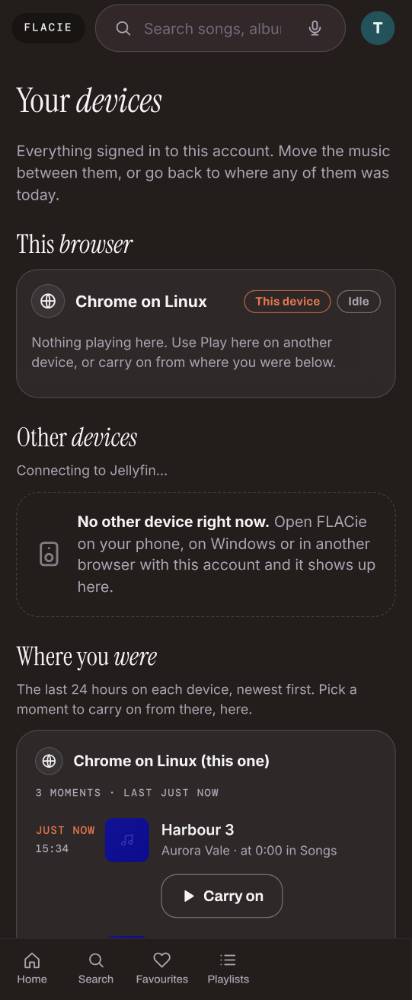 FLACIE
Search songs, albu
T
Your devices
Everything signed in to this account. Move the music
between them, or go back to where any of them was
today.
This browser
Chrome on Linux
This device
Idle
Nothing playing here. Use Play here on another
device, or carry on from where you were below.
Other devices
Connecting to Jellyfin...
No other device right now. Open FLACie
on your phone, on Windows or in another
browser with this account and it shows up
here.
Where you were
The last 24 hours on each device, newest first. Pick a
moment to carry on from there, here.
Chrome on Linux (this one)
3 MOMENTS · LAST JUST NOW
JUST NOW
15:34
Harbour 3
Aurora Vale · at 0:00 in Songs
Carry on
Home
Search
Favourites
Playlists